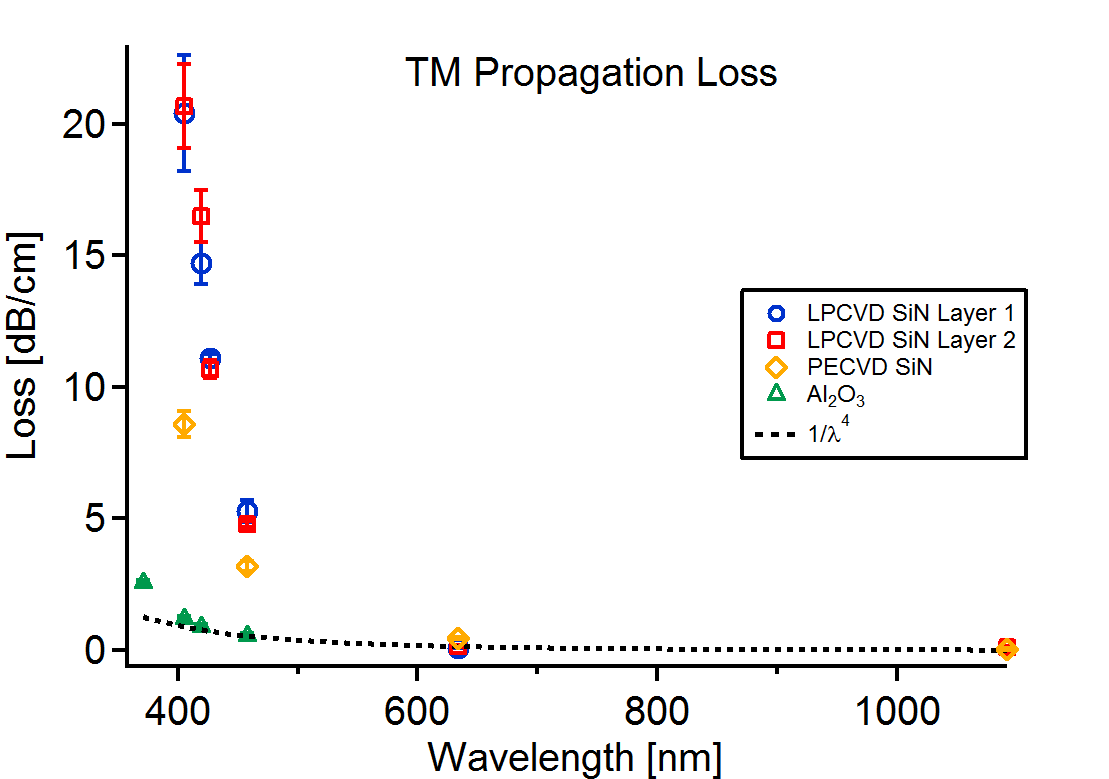 TM Propagation Loss
20
15
10
5
0
Loss [dB/cm]
LPCVD SiN Layer 1
LPCVD SiN Layer 2
PECVD SiN
Al₂O₃
1/λ⁴
400 600 800 1000
Wavelength [nm]